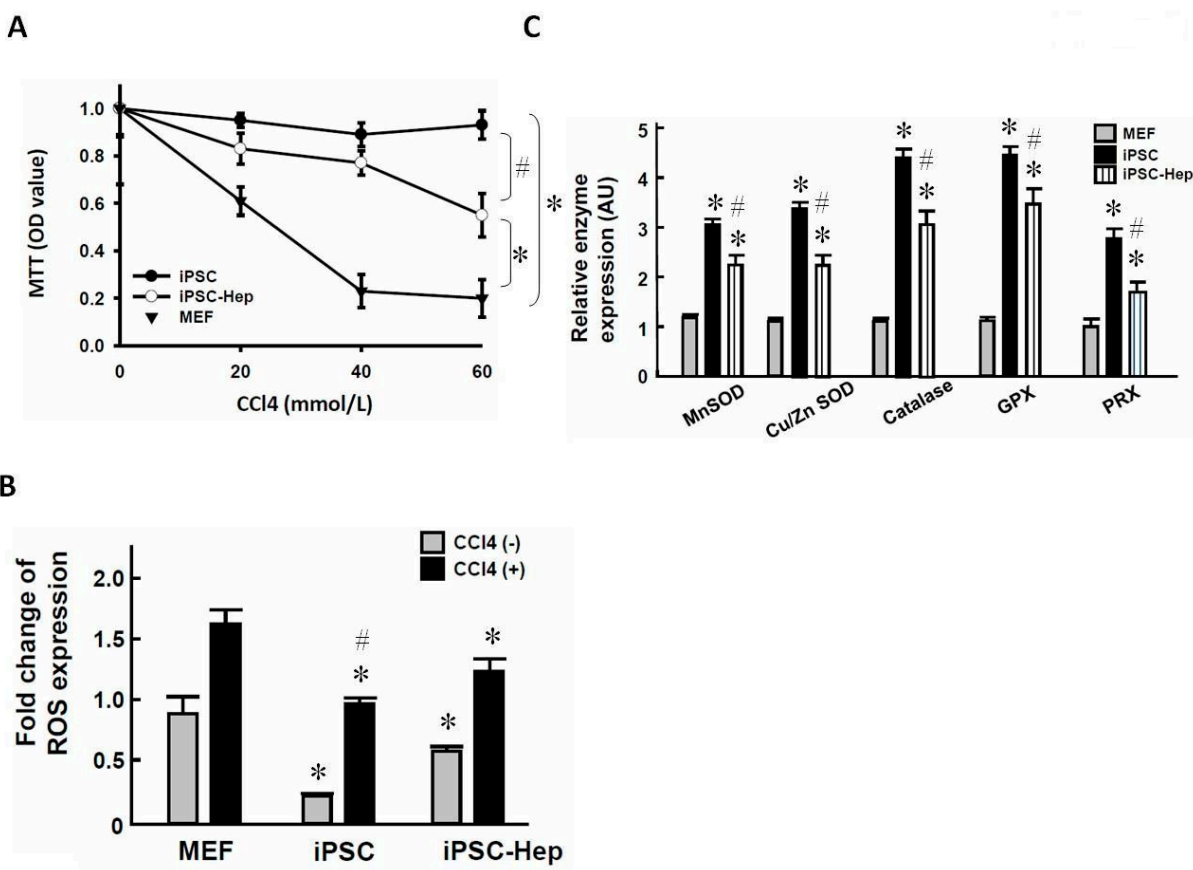 A
MTT (OD value)
1.0
0.8
0.6
0.4
0.2
0.0
iPSC
iPSC-Hep
MEF
#
*
*
0
20
40
60
CCl4 (mmol/L)
C
Relative enzyme
expression (AU)
5
4
3
2
1
0
MEF
iPSC
iPSC-Hep
* # *
* # *
* # *
* # *
* # *
MnSOD
Cu/Zn SOD
Catalase
GPX
PRX
B
Fold change of
ROS expression
2.0
1.5
1.0
0.5
0
CCl4 (-)
CCl4 (+)
*
#
*
*
*
MEF
iPSC
iPSC-Hep